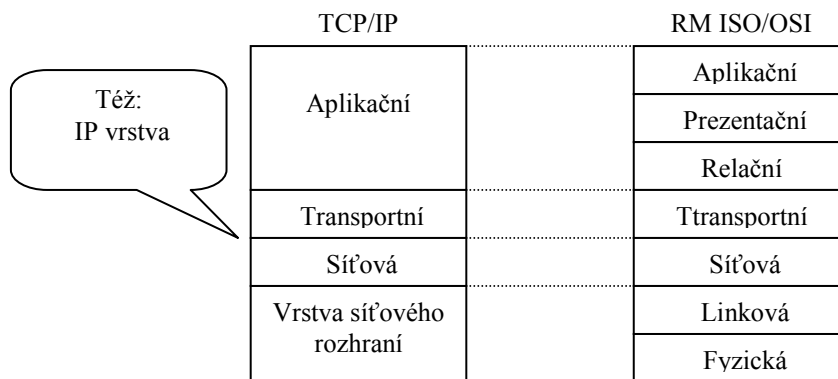 TCP/IP
RM ISO/OSI
Též:
IP vrstva
Aplikační
Transportní
Síťová
Vrstva síťového
rozhraní
Aplikační
Prezentační
Relační
Ttransportní
Síťová
Linková
Fyzická